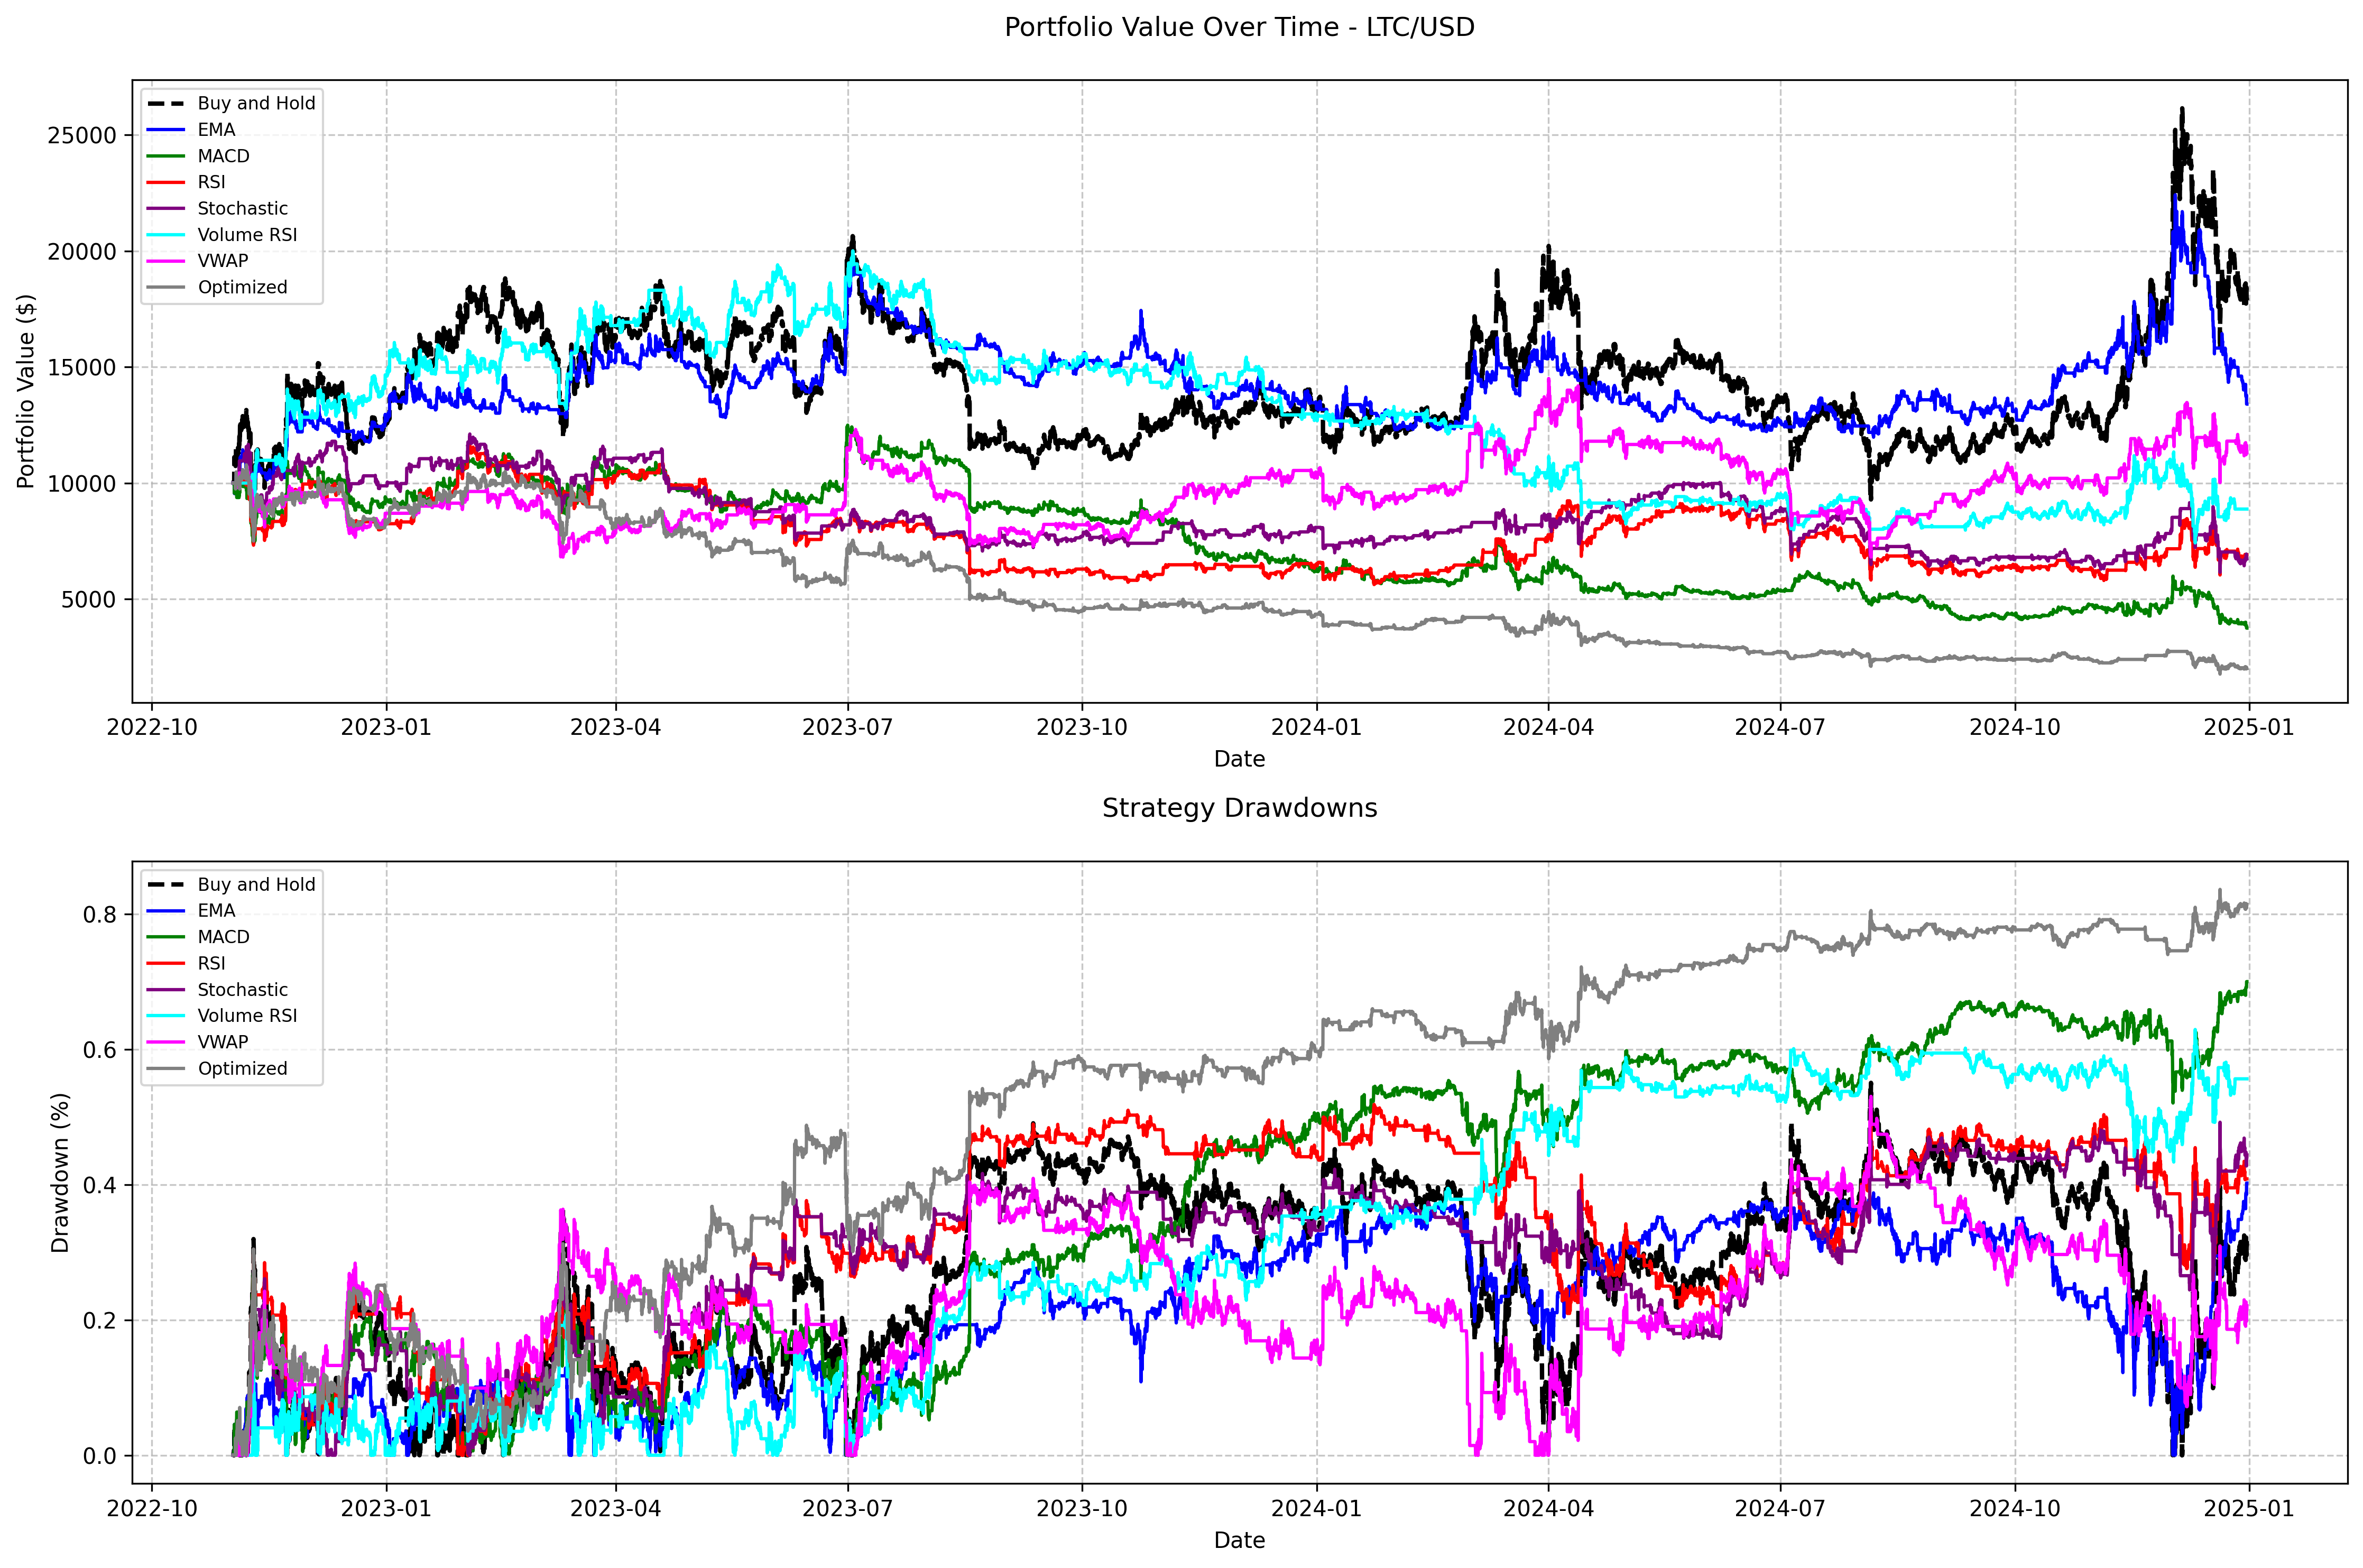 Portfolio Value Over Time - LTC/USD
Portfolio Value ($)
25000
20000
15000
10000
5000
Buy and Hold
EMA
MACD
RSI
Stochastic
Volume RSI
VWAP
Optimized
2022-10 2023-01 2023-04 2023-07 2023-10 2024-01 2024-04 2024-07 2024-10 2025-01
Date
Strategy Drawdowns
Drawdown (%)
0.8
0.6
0.4
0.2
0.0
Buy and Hold
EMA
MACD
RSI
Stochastic
Volume RSI
VWAP
Optimized
2022-10 2023-01 2023-04 2023-07 2023-10 2024-01 2024-04 2024-07 2024-10 2025-01
Date